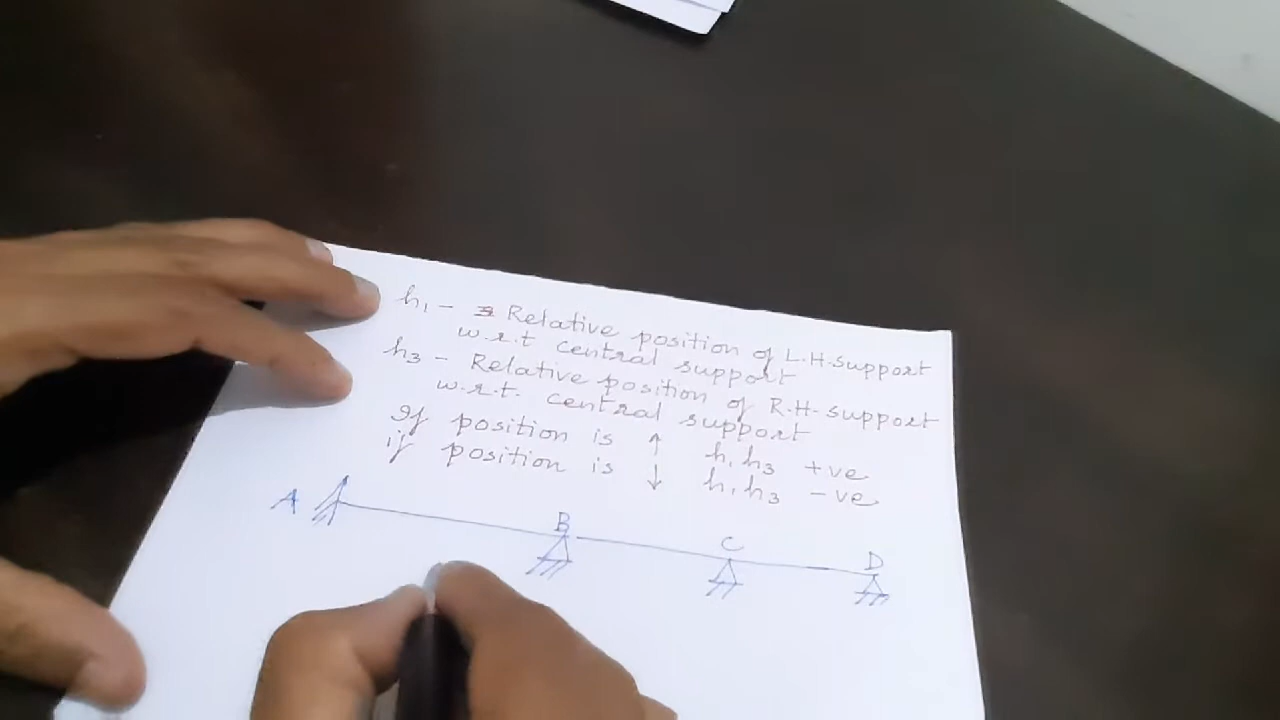 h1 - Relative position of L.H.support
w.r.t central support
h3 - Relative position of R.H-support
w.r.t. central support
If position is ↑ h1 h3 +ve
if position is ↓ h1 h3 -ve
A B C D